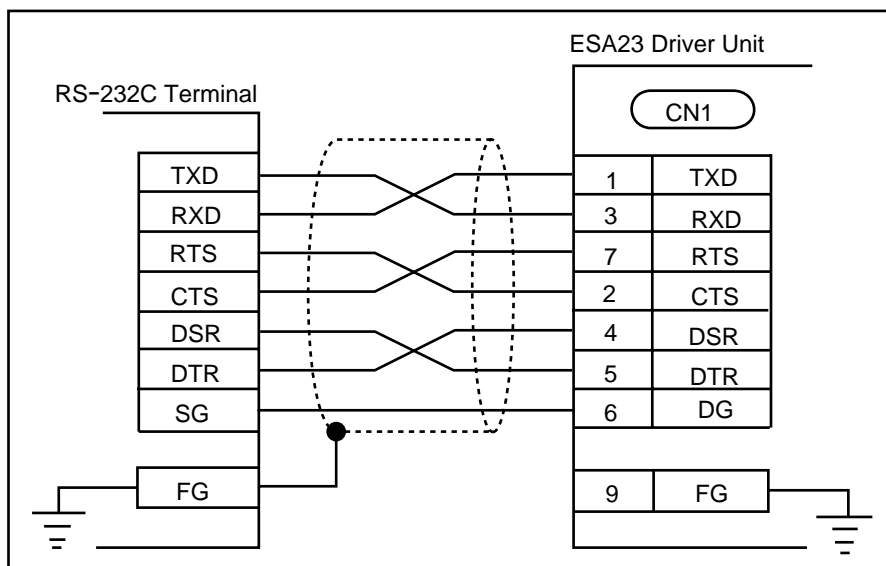 ESA23 Driver Unit
RS-232C Terminal
CN1
TXD 1 TXD
RXD 3 RXD
RTS 7 RTS
CTS 2 CTS
DSR 4 DSR
DTR 5 DTR
SG 6 DG
FG 9 FG